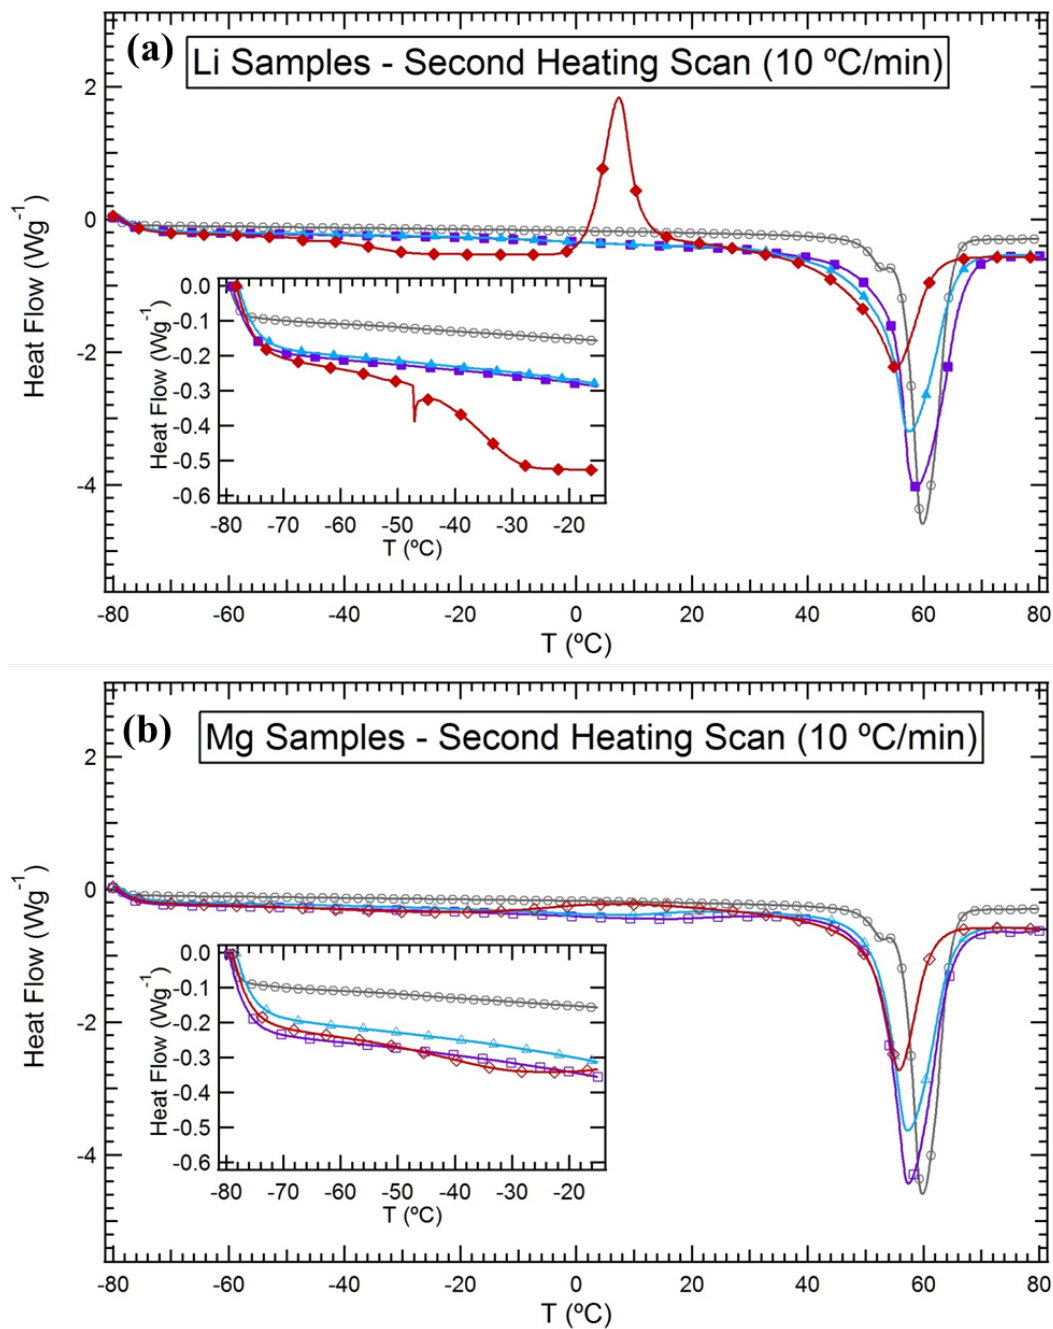 (a)
Li Samples - Second Heating Scan (10 ºC/min)
Heat Flow (Wg⁻¹)
2
0
-2
-4
-80 -60 -40 -20 0 20 40 60 80
T (ºC)
Heat Flow (Wg⁻¹)
0.0
-0.1
-0.2
-0.3
-0.4
-0.5
-0.6
-80 -70 -60 -50 -40 -30 -20
T (ºC)
(b)
Mg Samples - Second Heating Scan (10 ºC/min)
Heat Flow (Wg⁻¹)
2
0
-2
-4
-80 -60 -40 -20 0 20 40 60 80
T (ºC)
Heat Flow (Wg⁻¹)
0.0
-0.1
-0.2
-0.3
-0.4
-0.5
-0.6
-80 -70 -60 -50 -40 -30 -20
T (ºC)